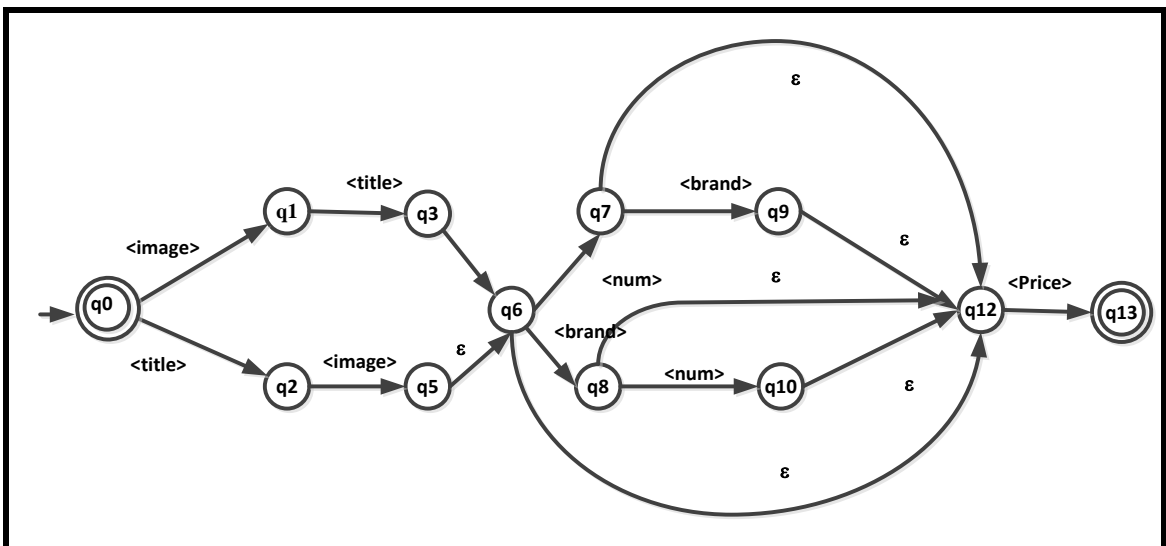 ε
<title>
<brand>
q1
q3
q7
q9
<image>
ε
<num>
ε
<Price>
q0
q6
q12
q13
<brand>
ε
<title>
<image>
<num>
q2
q5
q8
q10
ε
ε